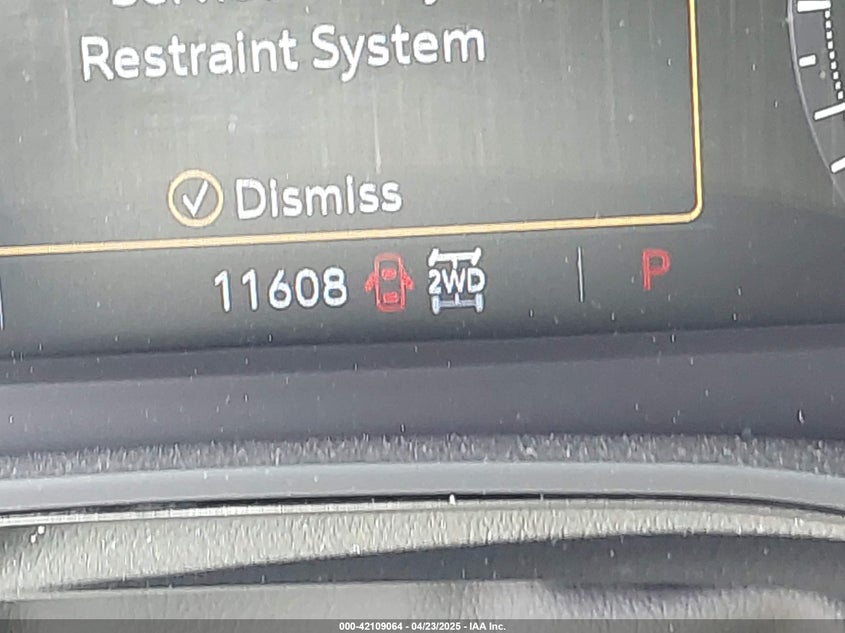 Restraint System
Dismiss
11608 2WD P
000-42109064 - 04/23/2025 - IAA Inc.